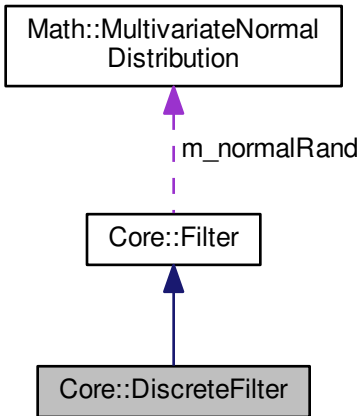 Math::MultivariateNormal
Distribution
m_normalRand
Core::Filter
Core::DiscreteFilter